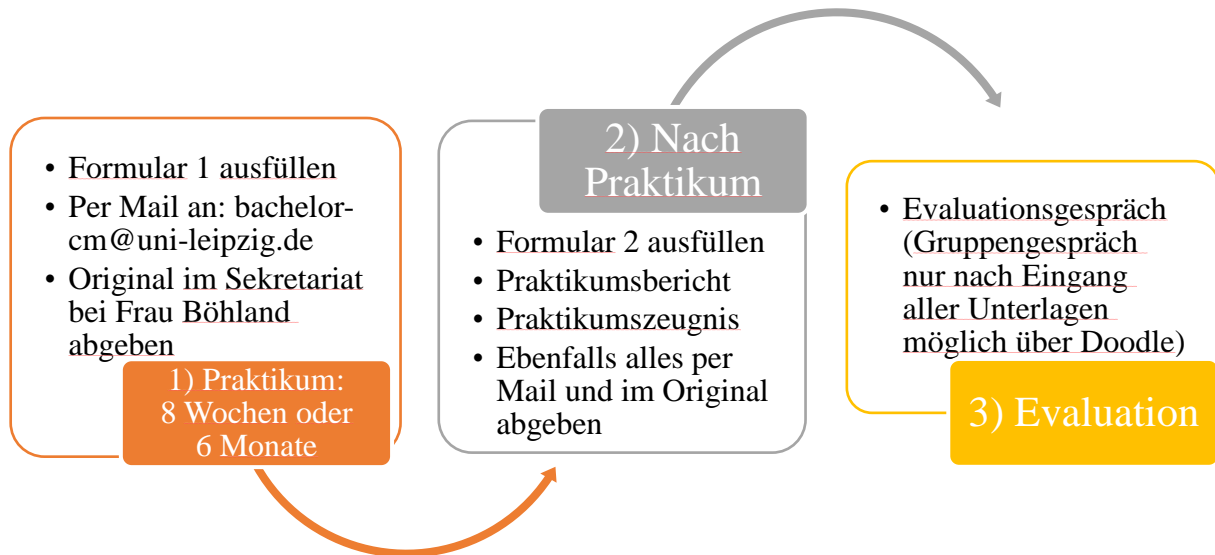 • Formular 1 ausfüllen
• Per Mail an: bachelor-
cm@uni-leipzig.de
• Original im Sekretariat
bei Frau Böhland
abgeben
1) Praktikum:
8 Wochen oder
6 Monate
2) Nach
Praktikum
• Formular 2 ausfüllen
• Praktikumsbericht
• Praktikumszeugnis
• Ebenfalls alles per
Mail und im Original
abgeben
• Evaluationsgespräch
(Gruppengespräch
nur nach Eingang
aller Unterlagen
möglich über Doodle)
3) Evaluation